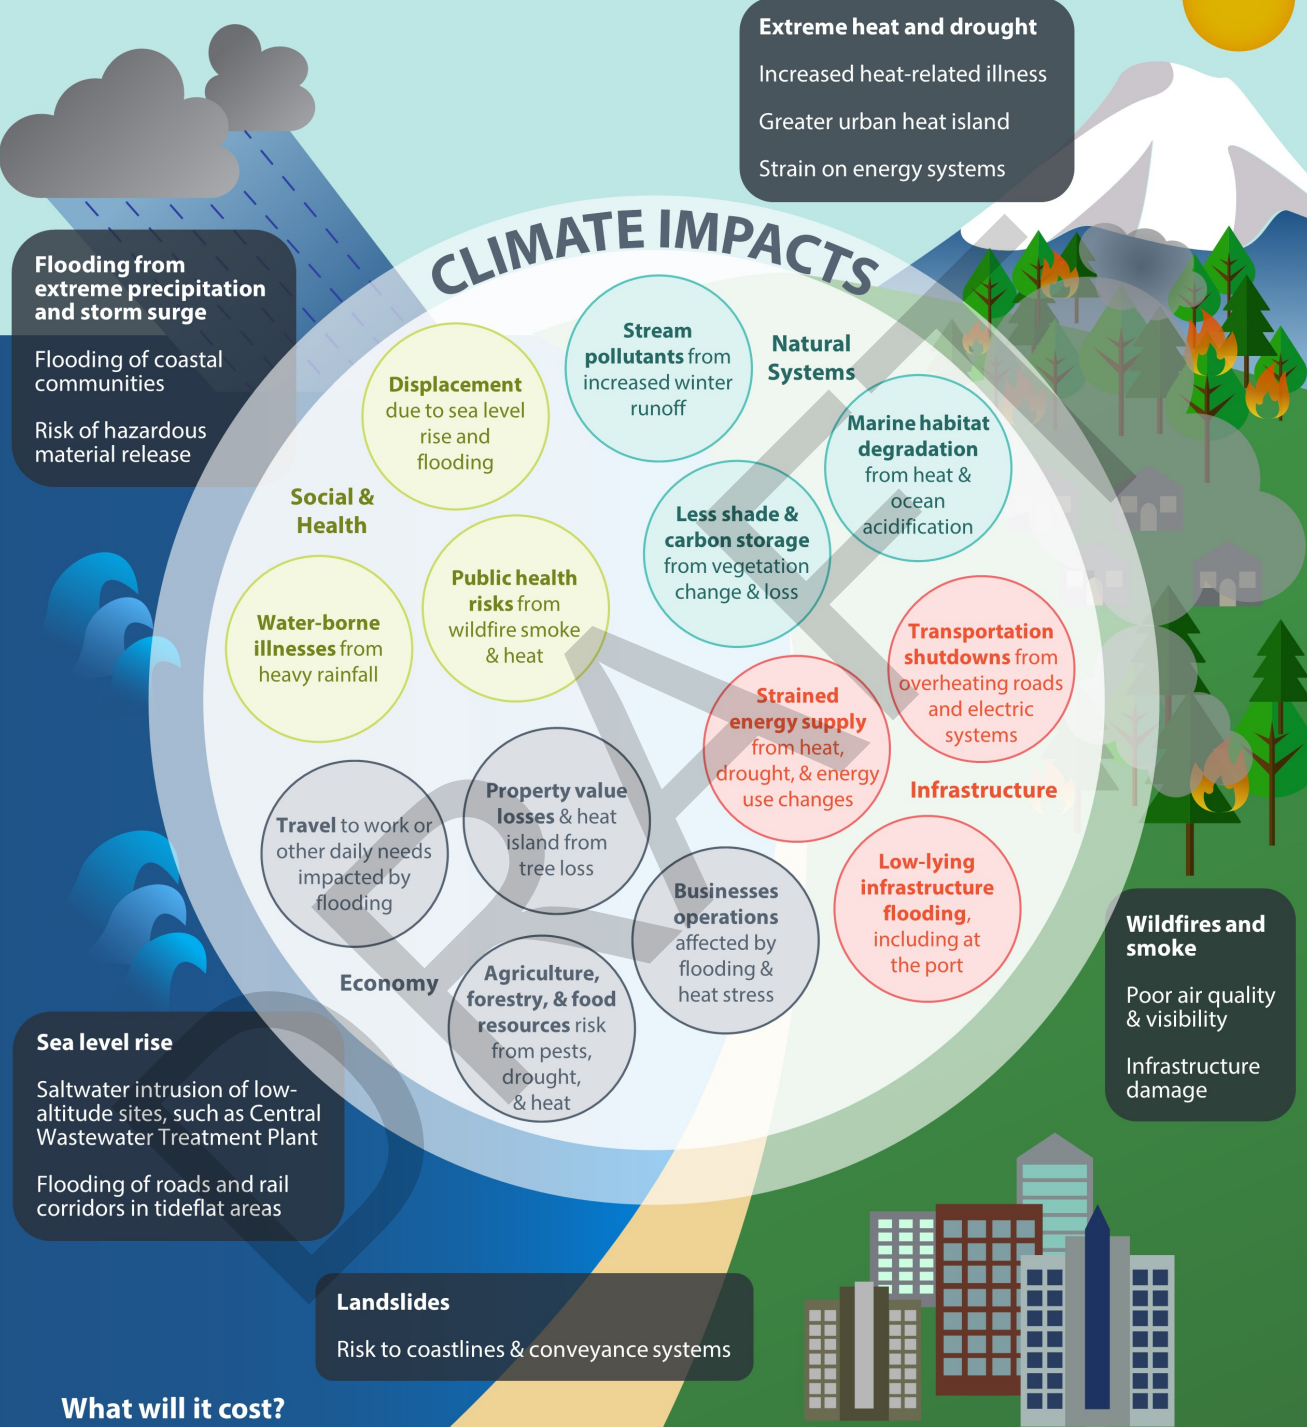 Extreme heat and drought
Increased heat-related illness
Greater urban heat island
Strain on energy systems
CLIMATE IMPACTS
Flooding from
extreme precipitation
and storm surge
Flooding of coastal
communities
Risk of hazardous
material release
Stream
pollutants from
increased winter
runoff
Natural
Systems
Displacement
due to sea level
rise and
flooding
Marine habitat
degradation
from heat &
ocean
acidification
Social &
Health
Less shade &
carbon storage
from vegetation
change & loss
Public health
risks from
wildfire smoke
& heat
Water-borne
illnesses from
heavy rainfall
Transportation
shutdowns from
overheating roads
and electric
systems
Strained
energy supply
from heat,
drought, & energy
use changes
Infrastructure
Property value
losses & heat
island from
tree loss
Travel to work or
other daily needs
impacted by
flooding
Low-lying
infrastructure
flooding,
including at
the port
Businesses
operations
affected by
flooding &
heat stress
Economy
Agriculture,
forestry, & food
resources risk
from pests,
drought,
& heat
Wildfires and
smoke
Poor air quality
& visibility
Infrastructure
damage
Sea level rise
Saltwater intrusion of low-
altitude sites, such as Central
Wastewater Treatment Plant
Flooding of roads and rail
corridors in tideflat areas
Landslides
Risk to coastlines & conveyance systems
What will it cost?
DRAFT